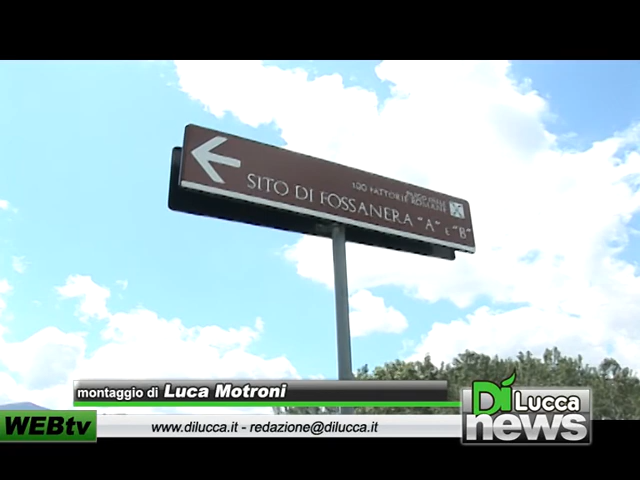 100 FATTORIE ROMANE
SITO DI FOSSANERA "A" E "B"
montaggio di Luca Motroni
WEBtv
www.dilucca.it - redazione@dilucca.it
Dì LUCCA
news